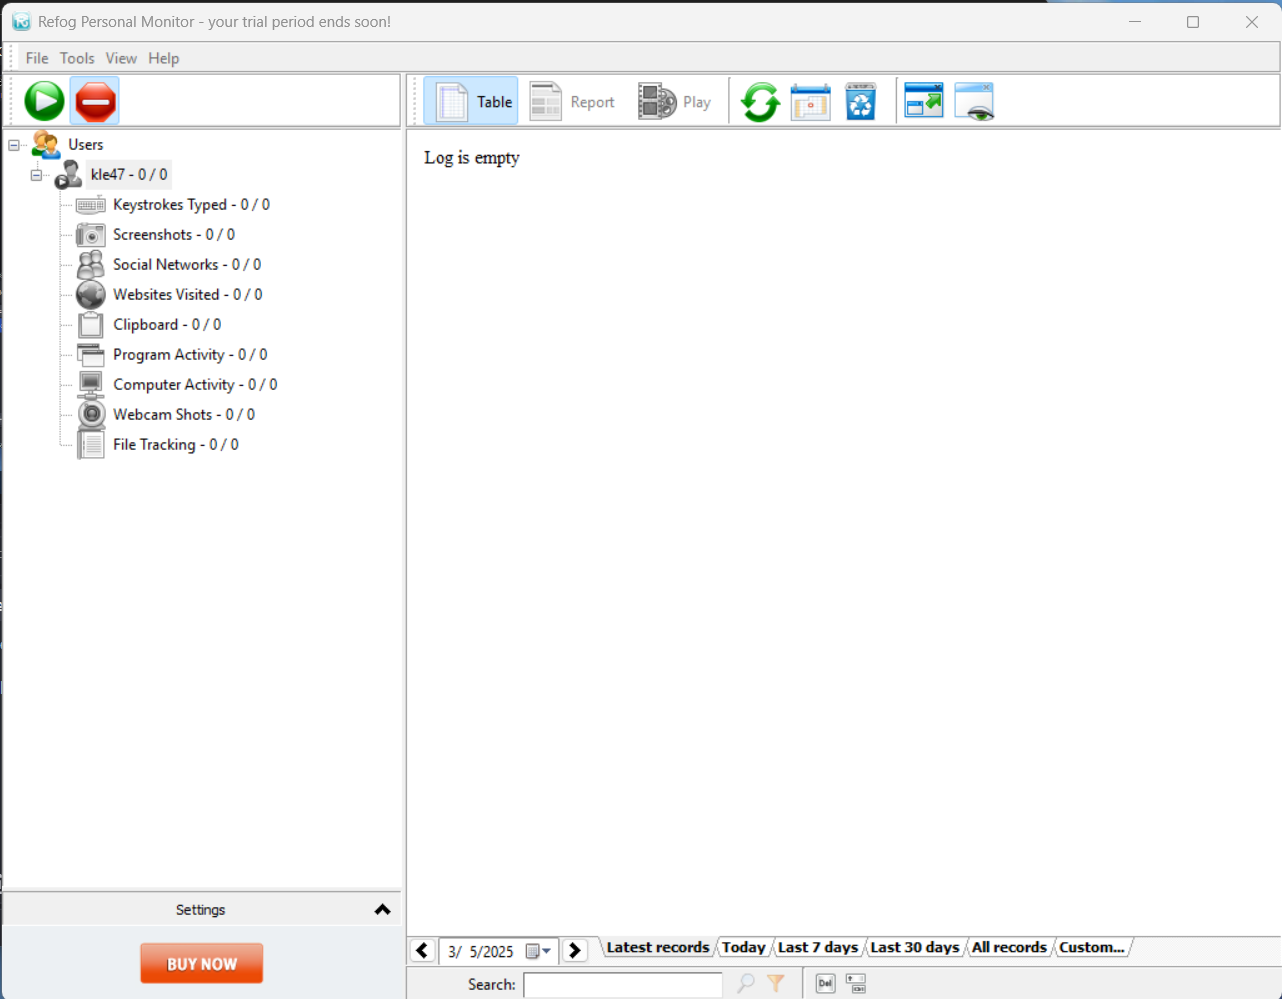 Refog Personal Monitor - your trial period ends soon!
File Tools View Help
Table Report Play
Users
kle47 - 0 / 0
Keystrokes Typed - 0 / 0
Screenshots - 0 / 0
Social Networks - 0 / 0
Websites Visited - 0 / 0
Clipboard - 0 / 0
Program Activity - 0 / 0
Computer Activity - 0 / 0
Webcam Shots - 0 / 0
File Tracking - 0 / 0
Log is empty
Settings
BUY NOW
3/ 5/2025
Latest records Today Last 7 days Last 30 days All records Custom...
Search:
Del